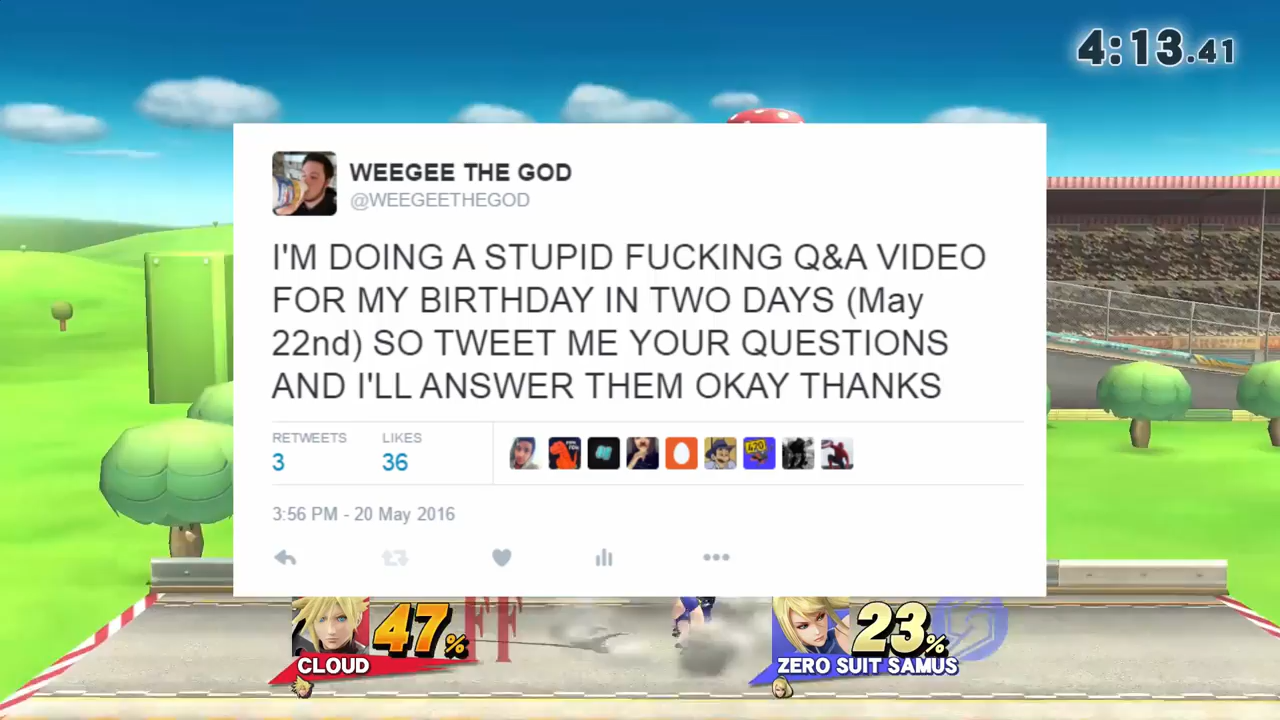 4:13.41
WEEGEE THE GOD
@WEEGEETHEGOD
I'M DOING A STUPID FUCKING Q&A VIDEO
FOR MY BIRTHDAY IN TWO DAYS (May
22nd) SO TWEET ME YOUR QUESTIONS
AND I'LL ANSWER THEM OKAY THANKS
RETWEETS LIKES
3 36
420
3:56 PM - 20 May 2016
47% FF 23%
CLOUD ZERO SUIT SAMUS